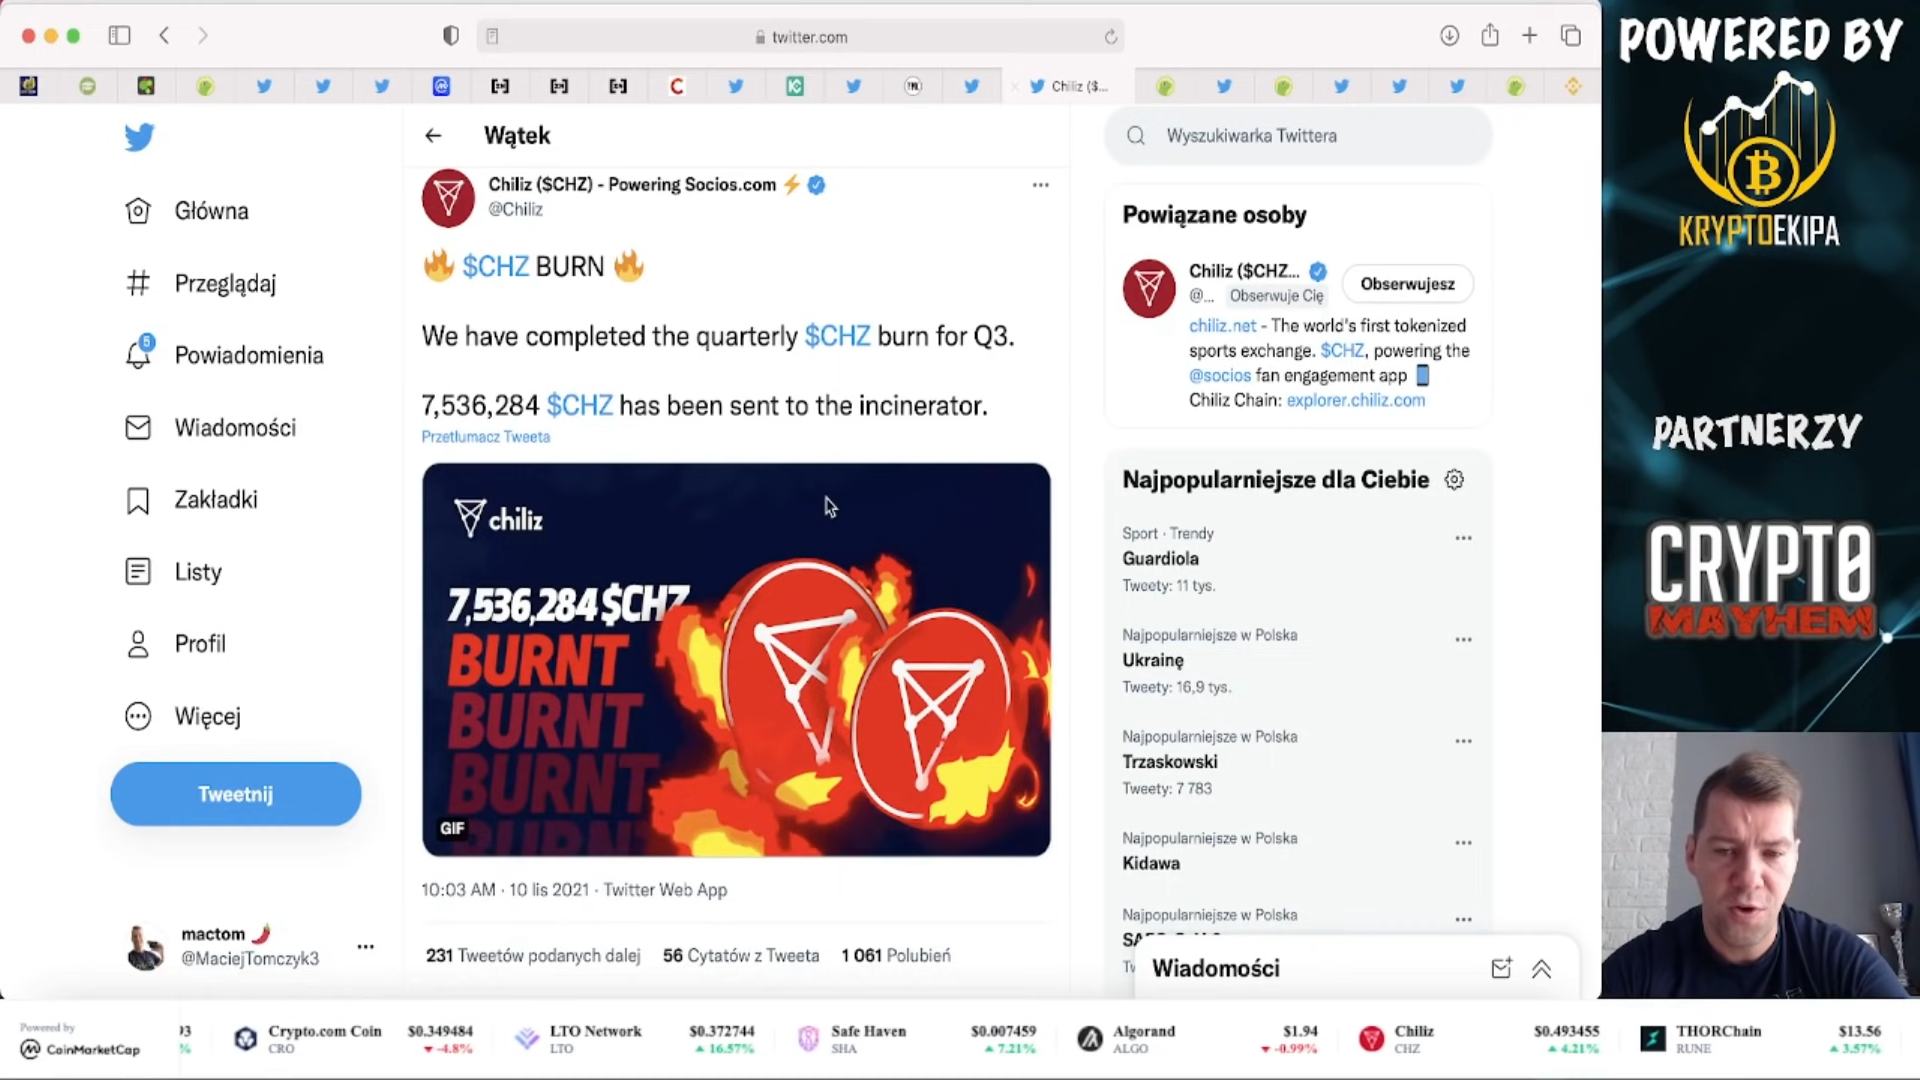 twitter.com
Chiliz ($...
Wątek
Wyszukiwarka Twittera
Główna
Przeglądaj
5
Powiadomienia
Wiadomości
Zakładki
Listy
Profil
Więcej
Tweetnij
mactom
@MaciejTomczyk3
Chiliz ($CHZ) - Powering Socios.com
@Chiliz
$CHZ BURN
We have completed the quarterly $CHZ burn for Q3.
7,536,284 $CHZ has been sent to the incinerator.
Przetłumacz Tweeta
chiliz
7,536,284 $CHZ
BURNT
BURNT
BURNT
BURNT
GIF
10:03 AM · 10 lis 2021 · Twitter Web App
231 Tweetów podanych dalej 56 Cytatów z Tweeta 1 061 Polubień
Powiązane osoby
Chiliz ($CHZ...
@... Obserwuje Cię
Obserwujesz
chiliz.net - The world's first tokenized
sports exchange. $CHZ, powering the
@socios fan engagement app
Chiliz Chain: explorer.chiliz.com
Najpopularniejsze dla Ciebie
Sport · Trendy
Guardiola
Tweety: 11 tys.
Najpopularniejsze w Polska
Ukrainę
Tweety: 16,9 tys.
Najpopularniejsze w Polska
Trzaskowski
Tweety: 7 783
Najpopularniejsze w Polska
Kidawa
Najpopularniejsze w Polska
Wiadomości
POWERED BY
KRYPTOEKIPA
PARTNERZY
CRYPTO
MAYHEM
Powered by
CoinMarketCap
93
%
Crypto.com Coin $0.349484
CRO -4.8%
LTO Network $0.372744
LTO 16.57%
Safe Haven $0.007459
SHA 7.21%
Algorand $1.94
ALGO -0.99%
Chiliz $0.493455
CHZ 4.21%
THORChain $13.56
RUNE 3.57%